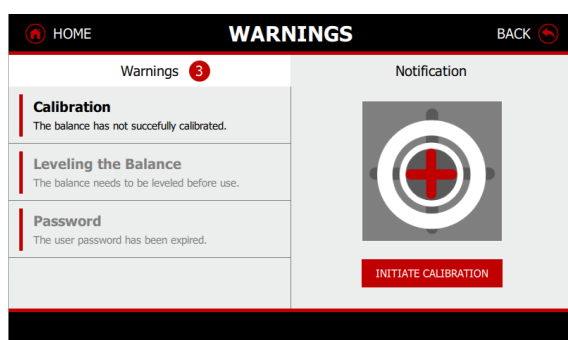 HOME
WARNINGS
BACK
Warnings 3
Notification
Calibration
The balance has not succefully calibrated.
Leveling the Balance
The balance needs to be leveled before use.
Password
The user password has been expired.
INITIATE CALIBRATION